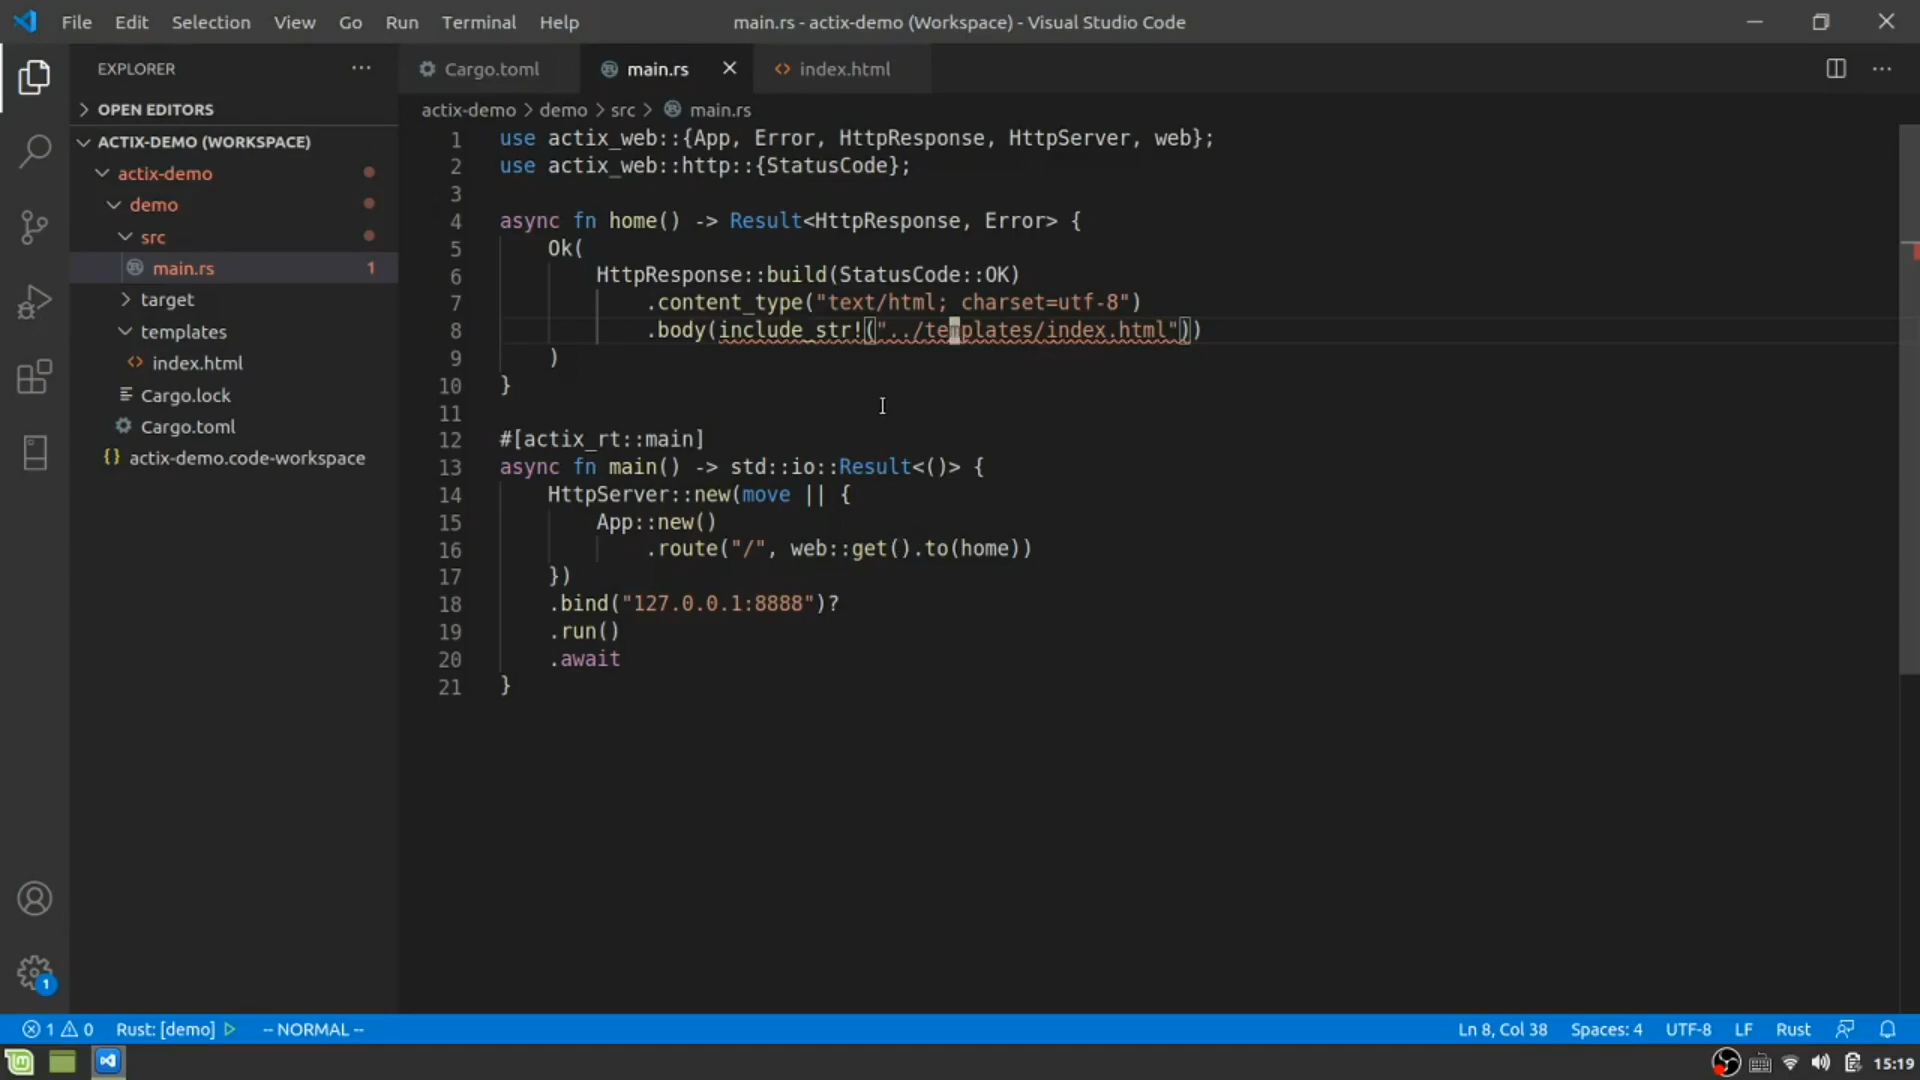 File Edit Selection View Go Run Terminal Help
main.rs - actix-demo (Workspace) - Visual Studio Code
EXPLORER
OPEN EDITORS
ACTIX-DEMO (WORKSPACE)
actix-demo
demo
src
main.rs 1
target
templates
index.html
Cargo.lock
Cargo.toml
{} actix-demo.code-workspace
Cargo.toml main.rs <> index.html
actix-demo > demo > src > main.rs
1 use actix_web::{App, Error, HttpResponse, HttpServer, web};
2 use actix_web::http::{StatusCode};
3
4 async fn home() -> Result<HttpResponse, Error> {
5     Ok(
6         HttpResponse::build(StatusCode::OK)
7             .content_type("text/html; charset=utf-8")
8             .body(include_str!("../templates/index.html"))
9     )
10 }
11
12 #[actix_rt::main]
13 async fn main() -> std::io::Result<()> {
14     HttpServer::new(move || {
15         App::new()
16             .route("/", web::get().to(home))
17     })
18     .bind("127.0.0.1:8888")?
19     .run()
20     .await
21 }
1
1 0 Rust: [demo] -- NORMAL --
Ln 8, Col 38 Spaces: 4 UTF-8 LF Rust
15:19